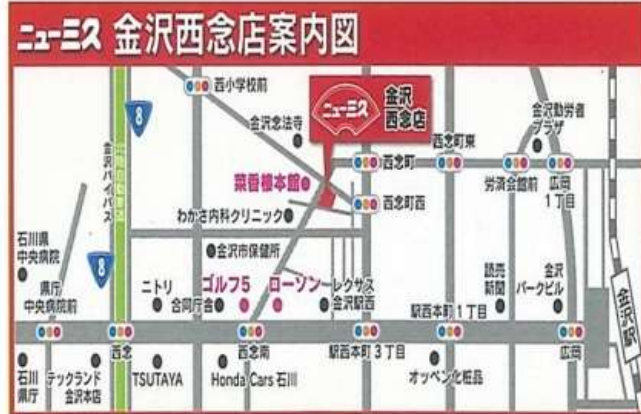 ニューミス 金沢西念店案内図
8
西小学校前
ニューミス
金沢
西念店
金沢勤労者
プラザ
金沢念法寺
西念町
西念町東
菜香樓本館
労済会館前
広岡
1丁目
金沢バイパス
わかさ内科クリニック
西念町西
石川県
中央病院
金沢市保健所
8
県庁
中央病院前
ニトリ
合同庁舎
ゴルフ5
ローソン
レクサス
金沢駅西
読売
新聞
金沢
パークビル
金沢駅
駅西本町1丁目
西念
西念南
駅西本町3丁目
広岡
石川
県庁
テックランド
金沢本店
TSUTAYA
Honda Cars 石川
オッペン化粧品